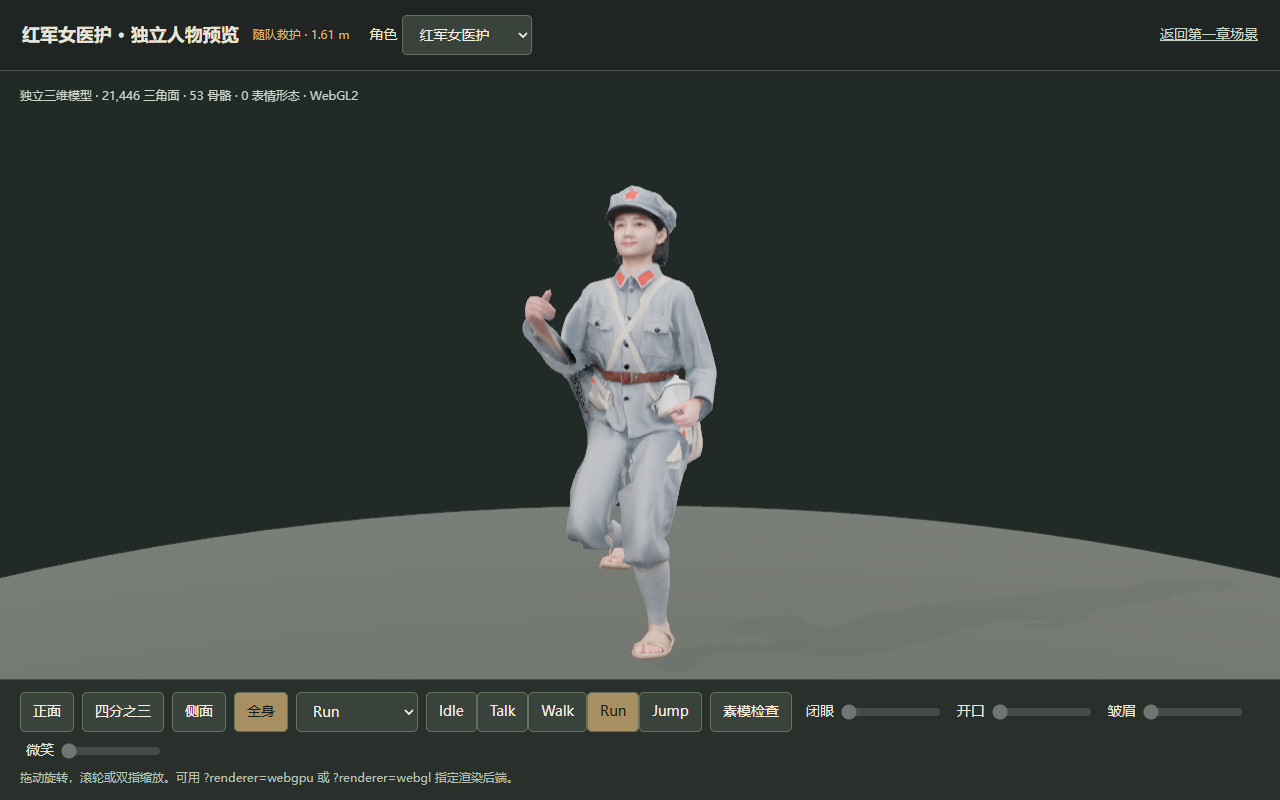 红军女医护 • 独立人物预览 随队救护 · 1.61 m 角色 红军女医护 返回第一章场景
独立三维模型 · 21,446 三角面 · 53 骨骼 · 0 表情形态 · WebGL2
正面 四分之三 侧面 全身 Run Idle Talk Walk Run Jump 素模检查 闭眼 开口 皱眉
微笑
拖动旋转，滚轮或双指缩放。可用 ?renderer=webgpu 或 ?renderer=webgl 指定渲染后端。